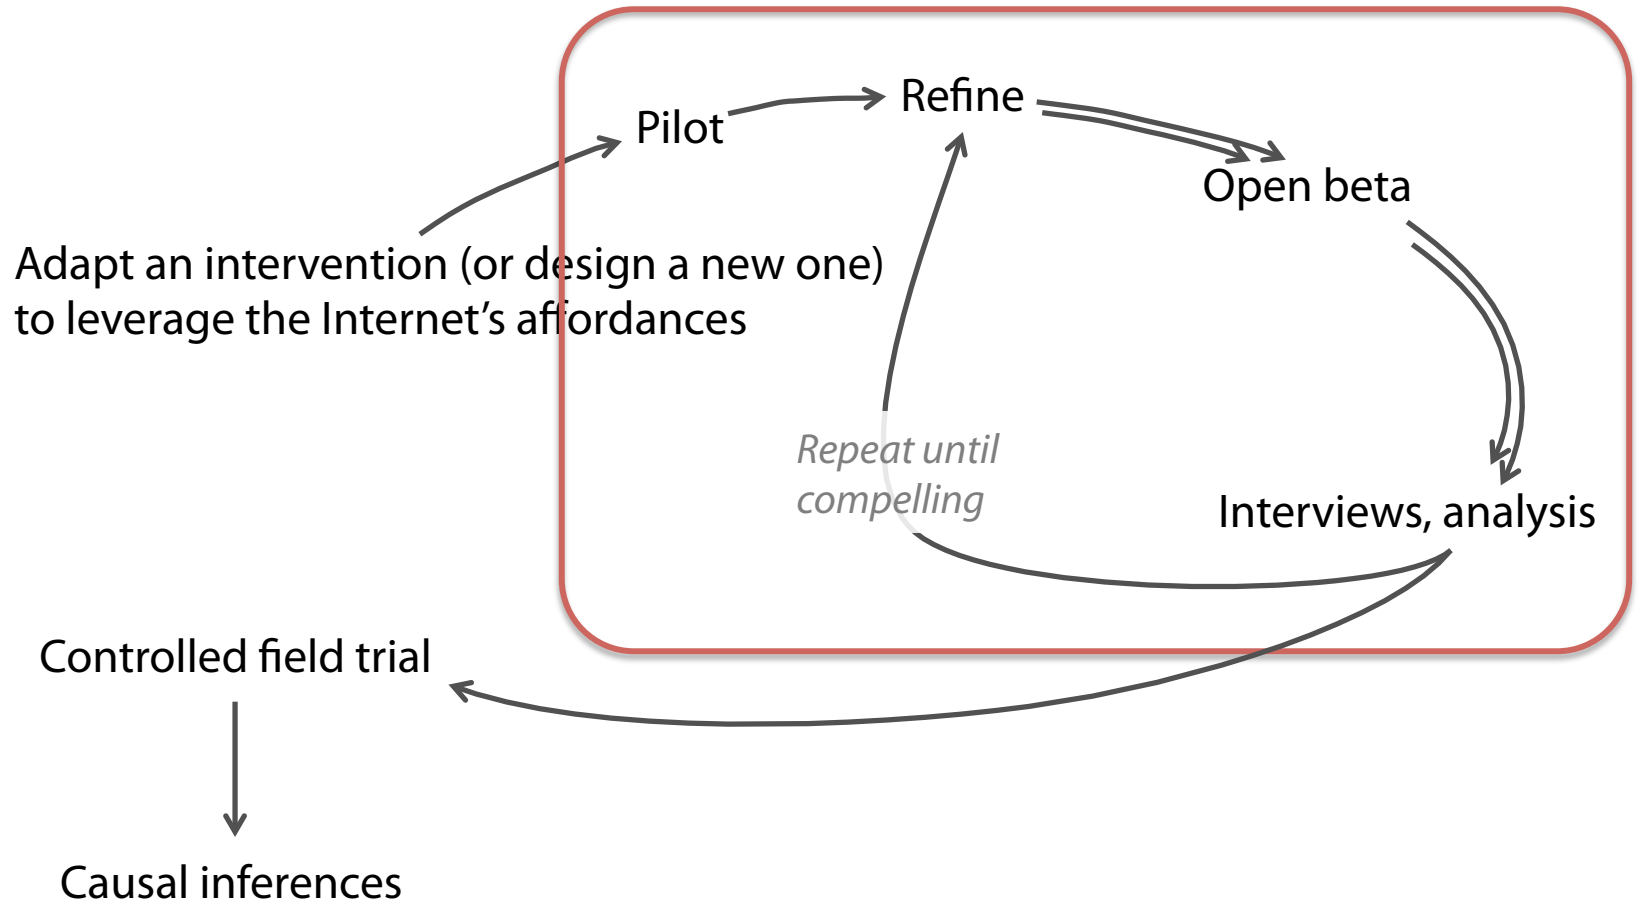 Refine
Pilot
Open beta
Adapt an intervention (or design a new one)
to leverage the Internet’s affordances
Repeat until
compelling
Interviews, analysis
Controlled field trial
Causal inferences